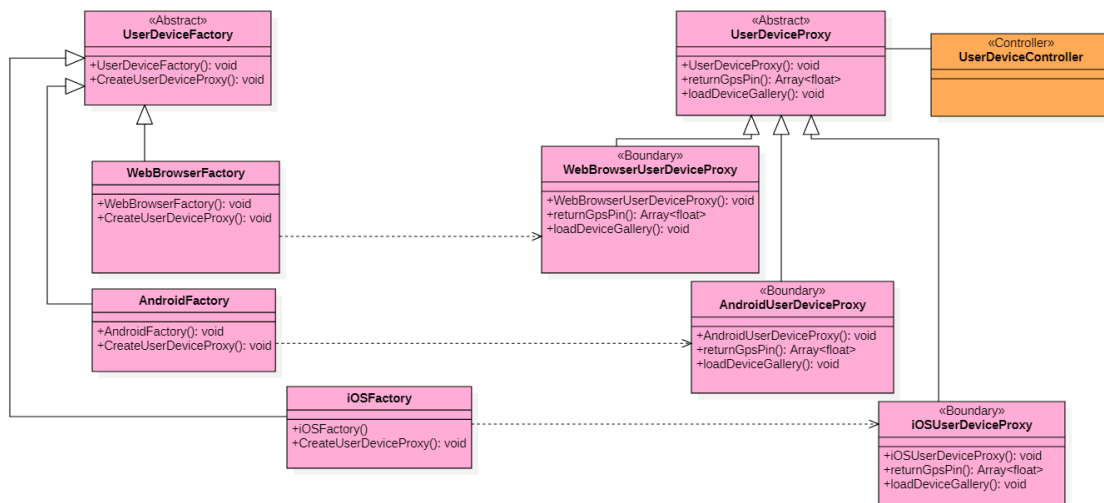 «Abstract»
UserDeviceFactory
+UserDeviceFactory(): void
+CreateUserDeviceProxy(): void
«Abstract»
UserDeviceProxy
+UserDeviceProxy(): void
+returnGpsPin(): Array<float>
+loadDeviceGallery(): void
«Controller»
UserDeviceController
WebBrowserFactory
+WebBrowserFactory(): void
+CreateUserDeviceProxy(): void
«Boundary»
WebBrowserUserDeviceProxy
+WebBrowserUserDeviceProxy(): void
+returnGpsPin(): Array<float>
+loadDeviceGallery(): void
AndroidFactory
+AndroidFactory(): void
+CreateUserDeviceProxy(): void
«Boundary»
AndroidUserDeviceProxy
+AndroidUserDeviceProxy(): void
+returnGpsPin(): Array<float>
+loadDeviceGallery(): void
iOSFactory
+iOSFactory()
+CreateUserDeviceProxy(): void
«Boundary»
iOSUserDeviceProxy
+iOSUserDeviceProxy(): void
+returnGpsPin(): Array<float>
+loadDeviceGallery(): void